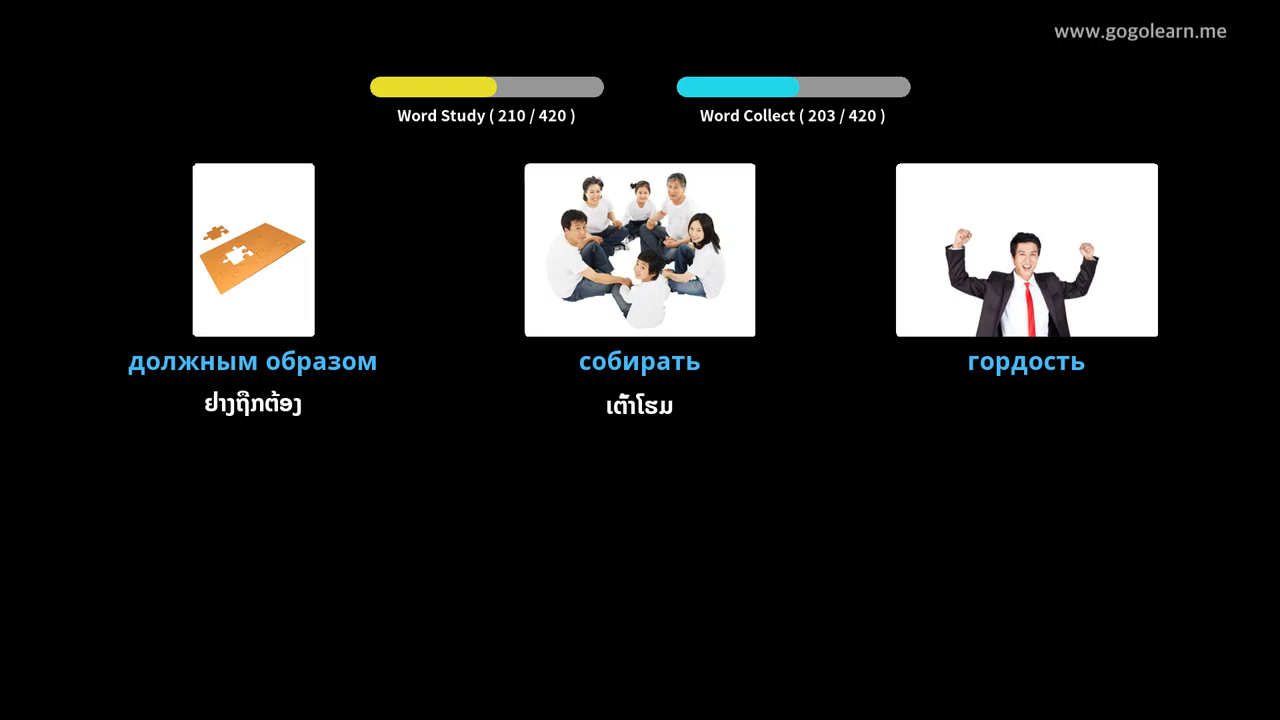 www.gogolearn.me
Word Study ( 210 / 420 )
Word Collect ( 203 / 420 )
должным образом
собирать
гордость
ຢ່າງຖືກຕ້ອງ
ເຕົ້າໂຮມ